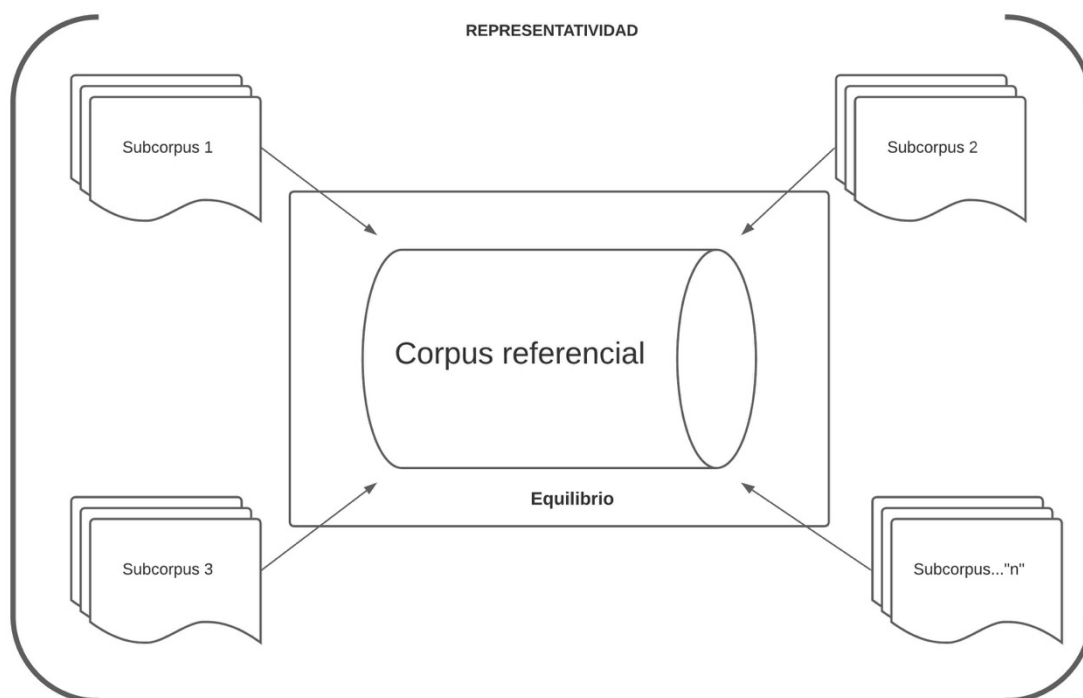 REPRESENTATIVIDAD
Subcorpus 1
Subcorpus 2
Corpus referencial
Equilibrio
Subcorpus 3
Subcorpus..."n"